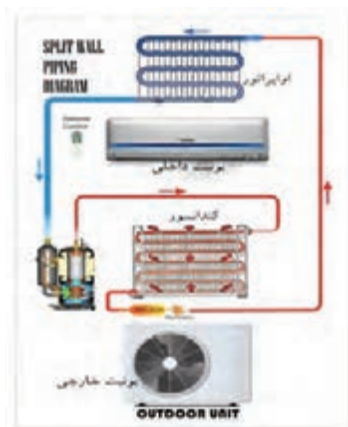 SPLIT WALL
PIPING
DIAGRAM
اواپراتور
یونیت داخلی
کندانسور
یونیت خارجی
OUTDOOR UNIT